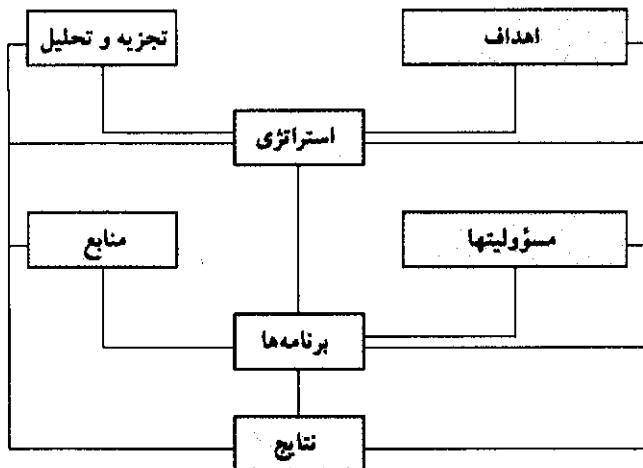 اهداف
تجزیه و تحلیل
استراتژی
مسؤولیتها
منابع
برنامه‌ها
نتایج